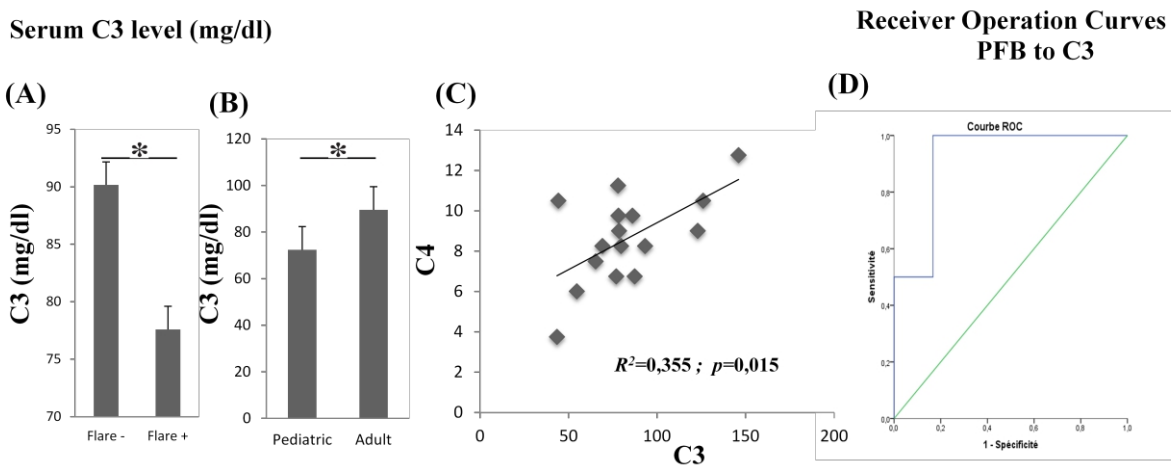 Serum C3 level (mg/dl)
Receiver Operation Curves
PFB to C3
(A)
C3 (mg/dl)
95
90
85
80
75
70
*
Flare -
Flare +
(B)
C3 (mg/dl)
120
100
80
60
40
20
0
*
Pediatric
Adult
(C)
C4
14
12
10
8
6
4
2
0
R²=0,355 ; p=0,015
0
50
100
150
200
C3
(D)
Courbe ROC
Sensitivité
1,0
0,8
0,6
0,4
0,2
0,0
0,0
0,2
0,4
0,6
0,8
1,0
1 - Spécificité